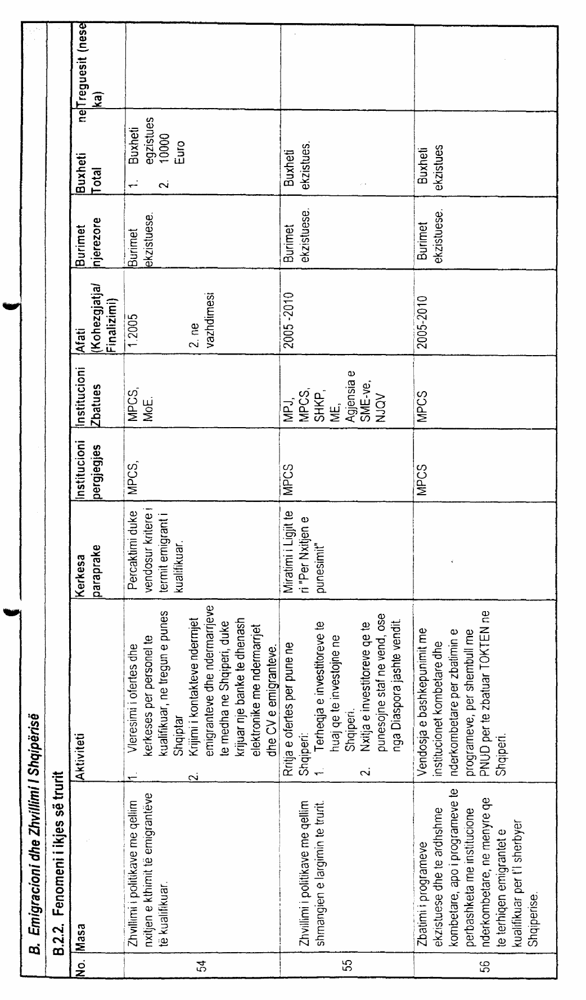 B. Emigracioni dhe Zhvillimi I Shqipërisë
B.2.2. Fenomeni i ikjes së trurit
No.
Masa
Aktiviteti
Kerkesa
paraprake
Institucioni
pergjegjes
Institucioni
Zbatues
Afati
(Kohezgjatja/
Finalizimi)
Burimet
njerezore
Buxheti ne
Total
Treguesit (nese
ka)
54
Zhvillimi i politikave me qellim
nxitjen e kthimit të emigrantëve
të kualifikuar.
1. Vleresimi i ofertes dhe
kerkeses per personel te
kualifikuar, ne tregun e punes
Shqiptar
2. Krijimi i kontakteve ndermjet
emigranteve dhe ndermarrjeve
te medha ne Shqiperi, duke
krijuar nje banke te dhenash
elektronike me ndermarrjet
dhe CV e emigranteve.
Percaktimi duke
vendosur kritere i
termit emigrant i
kualifikuar.
MPCS,
MPCS,
MoE.
1.2005
2. ne
vazhdimesi
Burimet
ekzistuese.
1. Buxheti
egzistues
2. 10000
Euro
55
Zhvillimi i politikave me qellim
shmangien e largimin te trurit.
Rritja e ofertes per pune ne
Shqiperi:
1. Terheqja e investitoreve te
huaj qe te investojne ne
Shqiperi.
2. Nxitja e investitoreve qe te
punesojne staf ne vend, ose
nga Diaspora jashte vendit.
Miratimi i Ligjit te
ri "Per Nxitjen e
punesimit"
MPCS
MPJ,
MPCS,
SHKP,
ME,
Agjensia e
SME-ve,
NJQV
2005 -2010
Burimet
ekzistuese.
Buxheti
ekzistues.
56
Zbatimi i programeve
ekzistuese dhe te ardhshme
kombetare, apo i programeve te
perbashketa me institucione
nderkombetare, ne menyre qe
te terhiqen emigrantet e
kualifikuar per t'i sherbyer
Shqiperise.
Vendosja e bashkepunimit me
institucionet kombetare dhe
nderkombetare per zbatimin e
programeve, per shembull me
PNUD per te zbatuar TOKTEN ne
Shqiperi.
MPCS
MPCS
2005-2010
Burimet
ekzistuese.
Buxheti
ekzistues